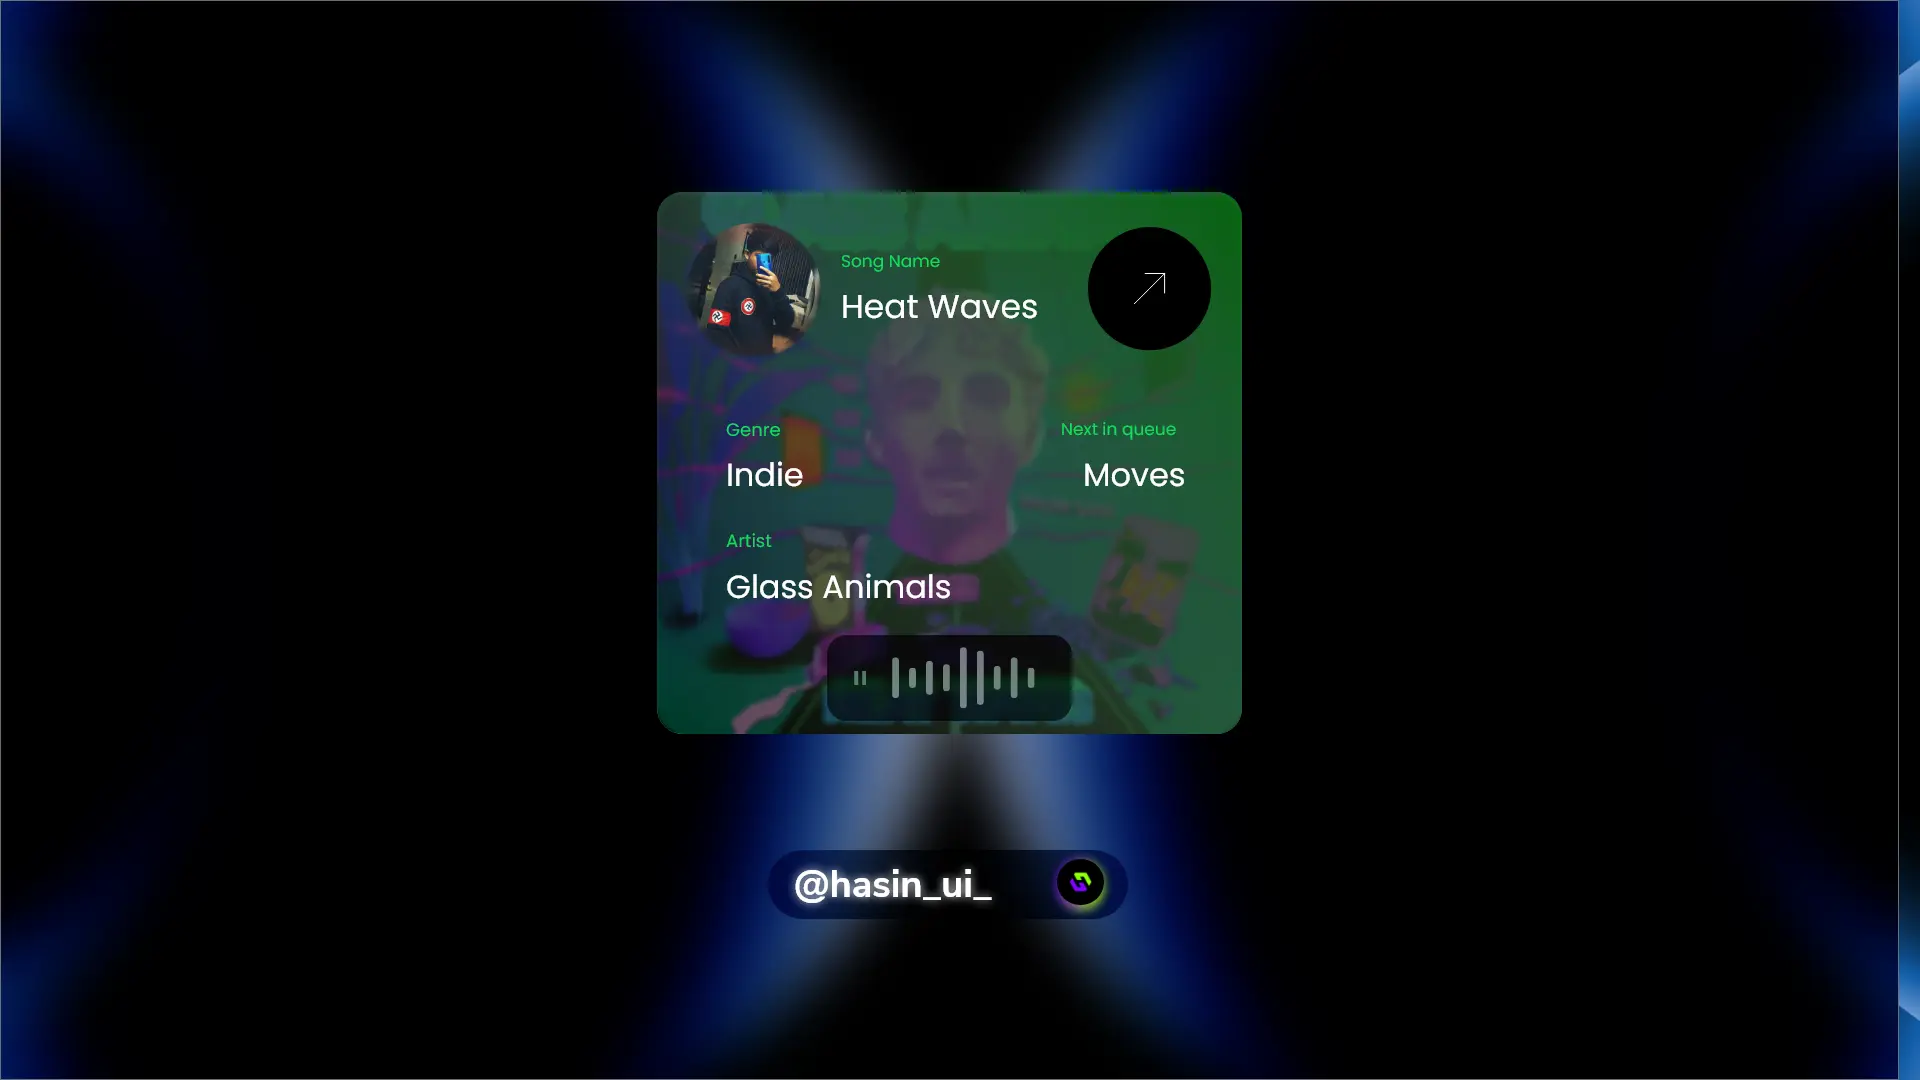 Song Name
Heat Waves
Genre
Next in queue
Indie
Moves
Artist
Glass Animals
@hasin_ui_